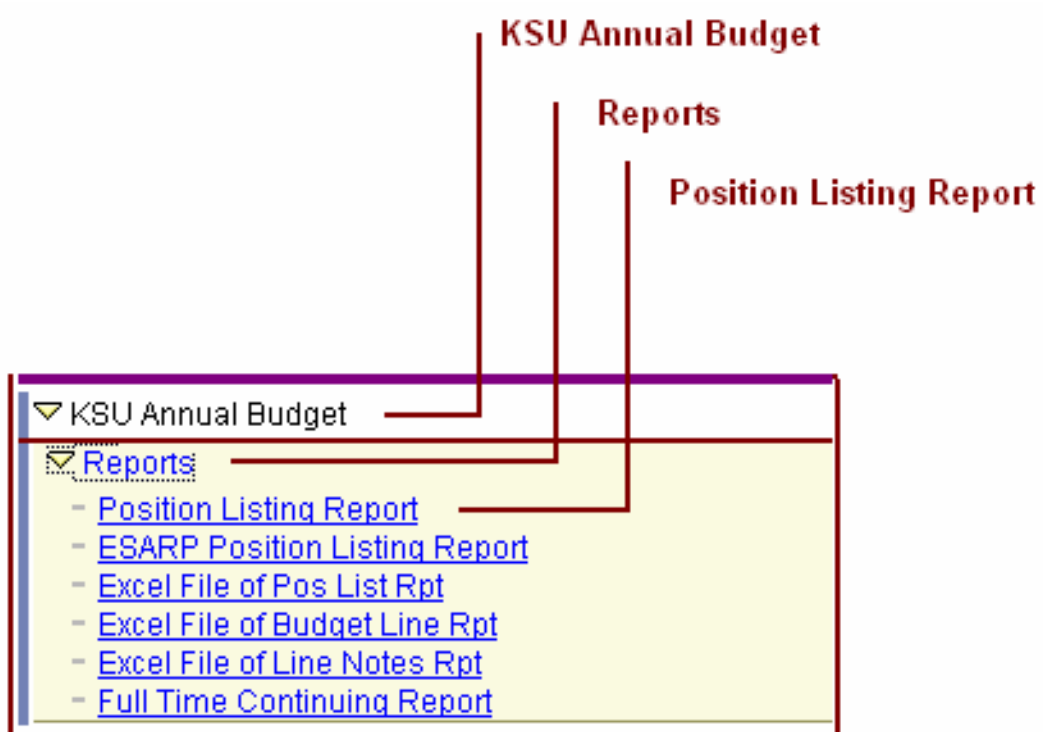 KSU Annual Budget
Reports
Position Listing Report
KSU Annual Budget
Reports
Position Listing Report
ESARP Position Listing Report
Excel File of Pos List Rpt
Excel File of Budget Line Rpt
Excel File of Line Notes Rpt
Full Time Continuing Report